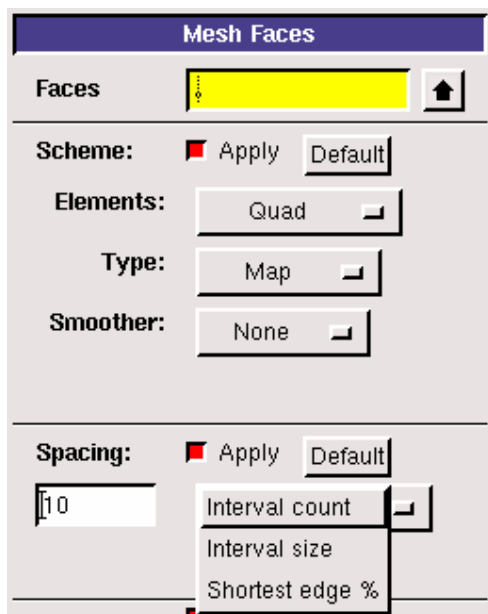 Mesh Faces
Faces
Scheme: Apply Default
Elements: Quad
Type: Map
Smoother: None
Spacing: Apply Default
10 Interval count
Interval size
Shortest edge %